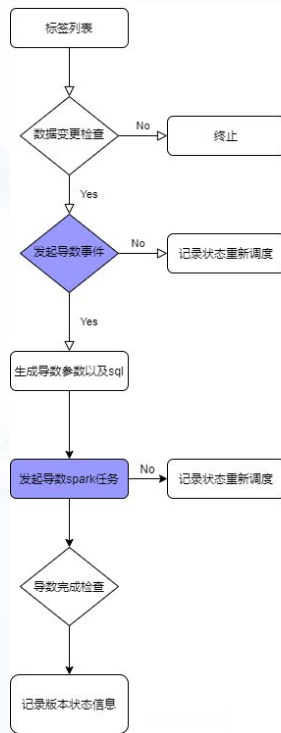 标签列表
数据变更检查
No
终止
Yes
发起导数事件
No
记录状态重新调度
Yes
生成导数参数以及sql
发起导数spark任务
No
记录状态重新调度
导数完成检查
记录版本状态信息